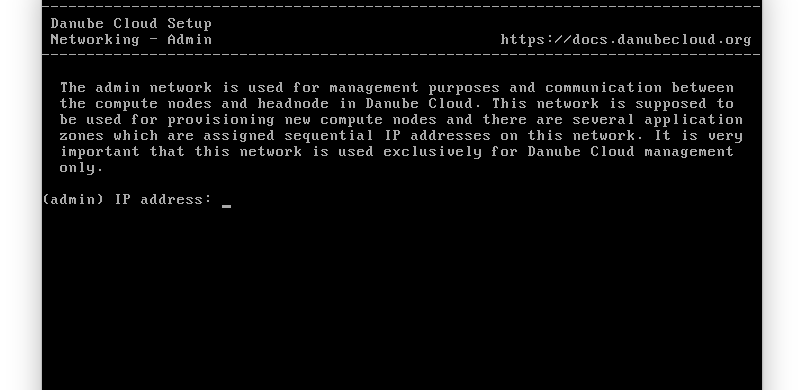 Danube Cloud Setup
Networking - Admin https://docs.danubecloud.org
The admin network is used for management purposes and communication between
the compute nodes and headnode in Danube Cloud. This network is supposed to
be used for provisioning new compute nodes and there are several application
zones which are assigned sequential IP addresses on this network. It is very
important that this network is used exclusively for Danube Cloud management
only.
(admin) IP address: _